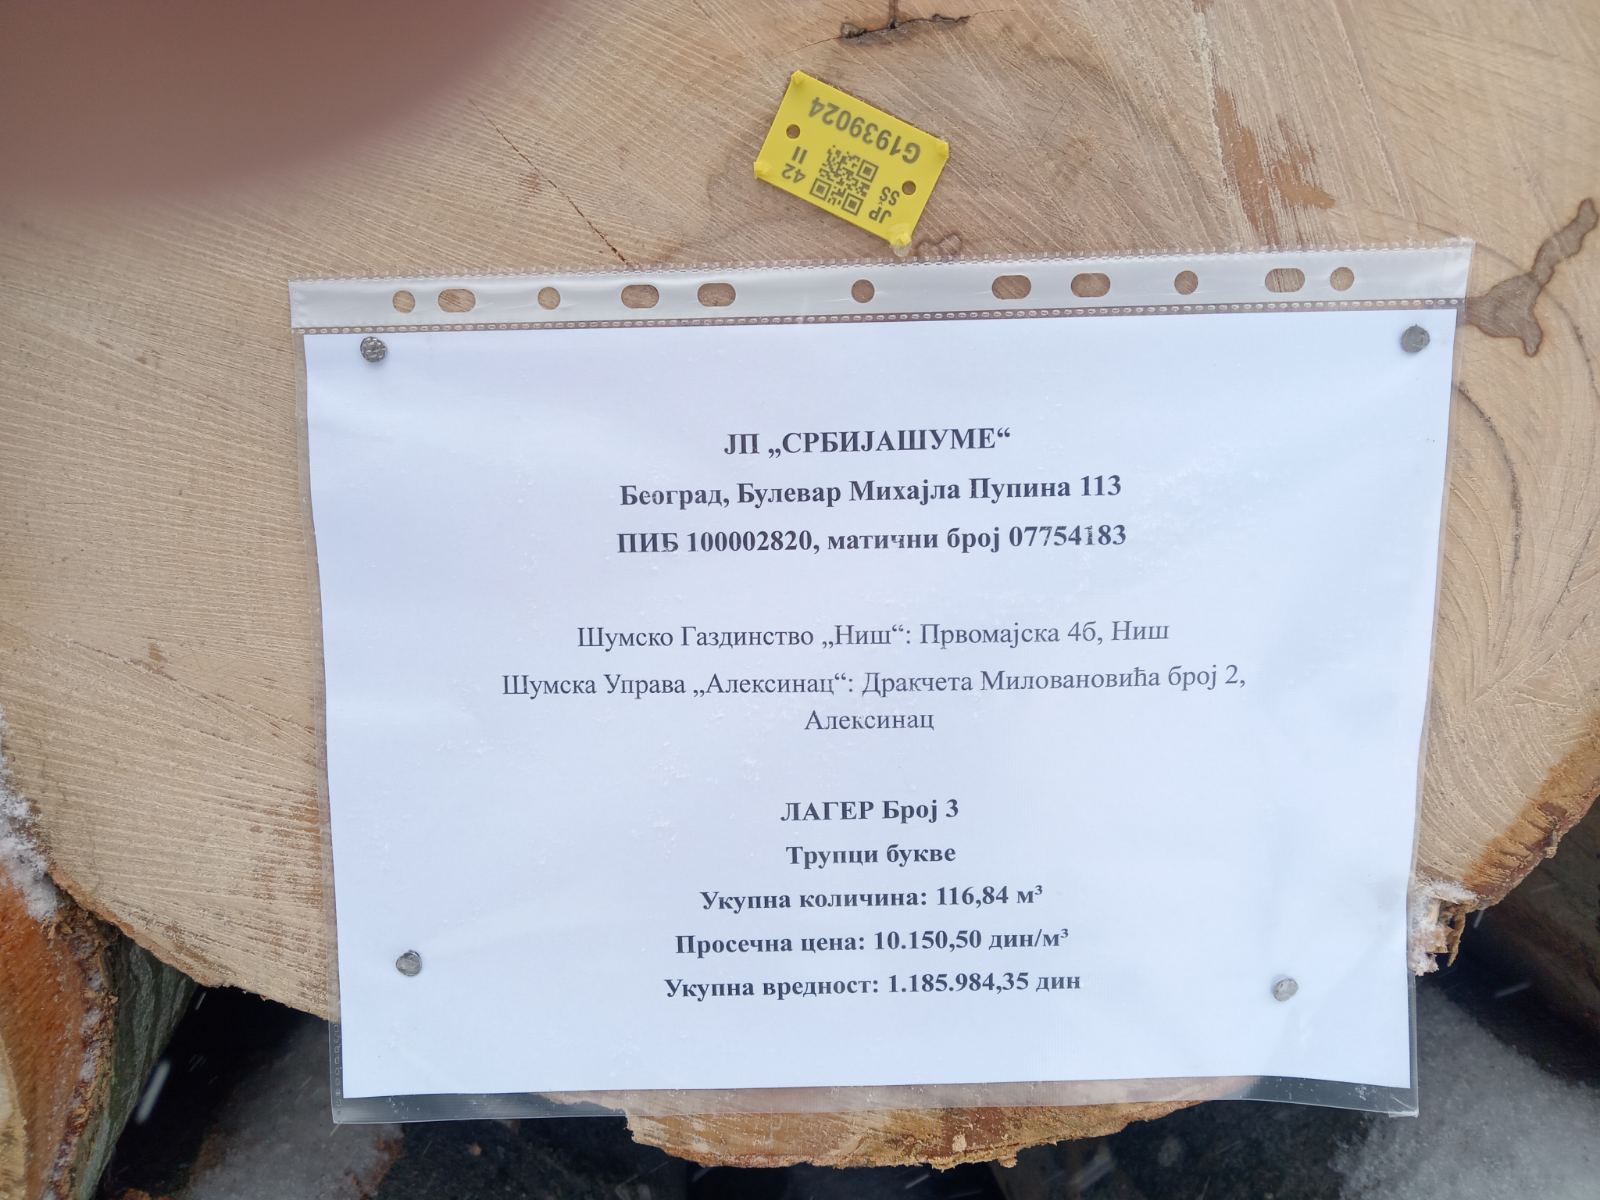 G1939024
42
II
JP
SS
ЈП „СРБИЈАШУМЕ“
Београд, Булевар Михајла Пупина 113
ПИБ 100002820, матични број 07754183
Шумско Газдинство „Ниш“: Првомајска 4б, Ниш
Шумска Управа „Алексинац“: Дракчета Миловановића број 2,
Алексинац
ЛАГЕР Број 3
Трупци букве
Укупна количина: 116,84 м³
Просечна цена: 10.150,50 дин/м³
Укупна вредност: 1.185.984,35 дин